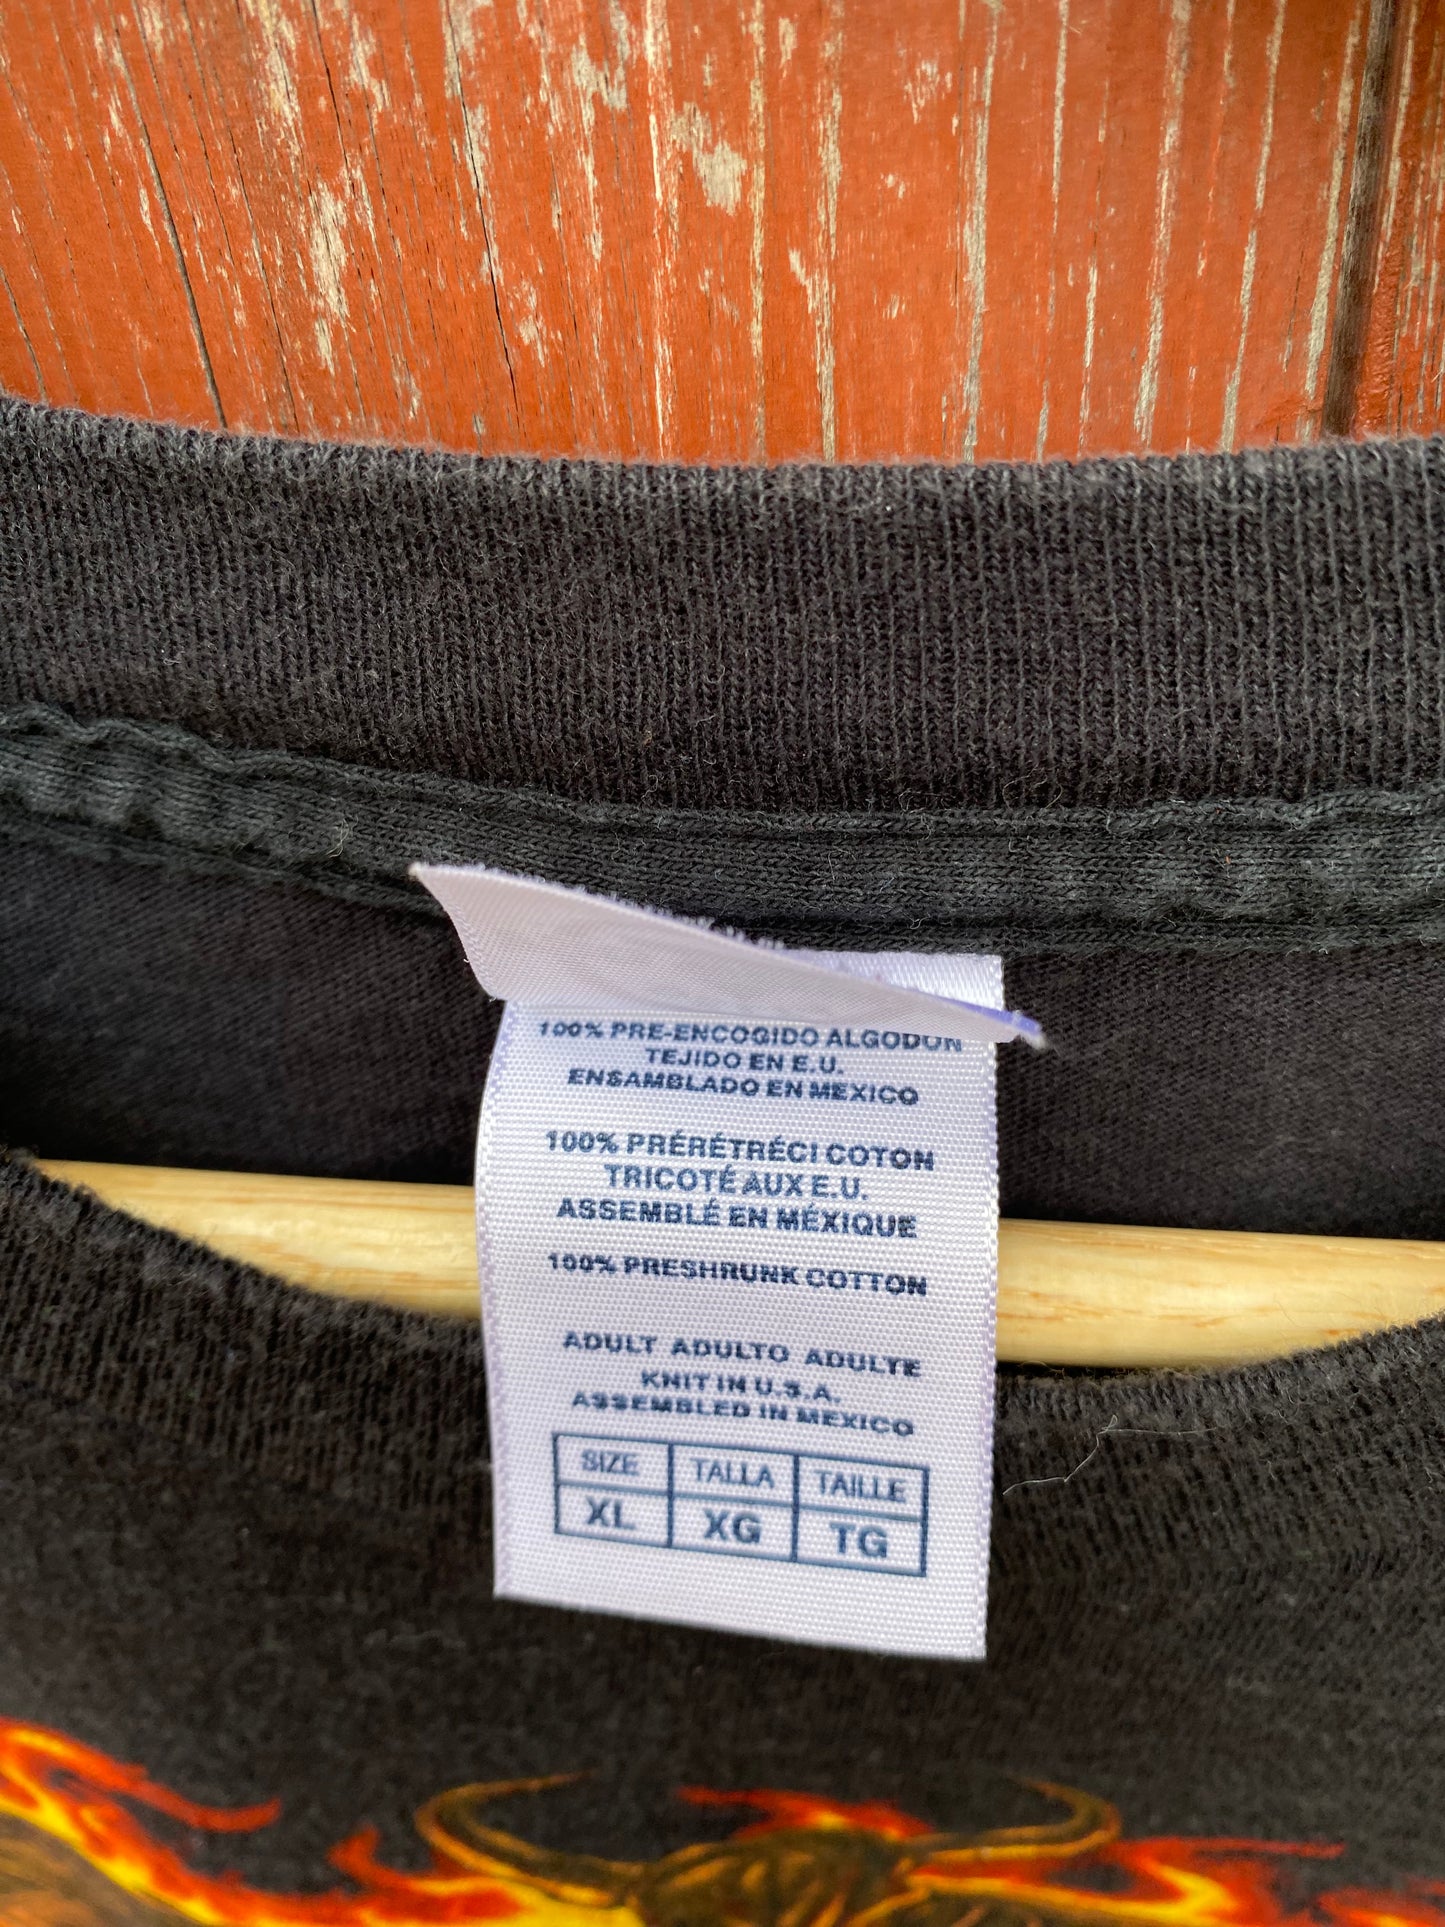 100% PRE-ENCOGIDO ALGODON
TEJIDO EN E.U.
ENSAMBLADO EN MEXICO
100% PRÉRÉTRÉCI COTON
TRICOTÉ AUX E.U.
ASSEMBLÉ EN MÉXIQUE
100% PRESHRUNK COTTON
ADULT ADULTO ADULTE
KNIT IN U.S.A.
ASSEMBLED IN MEXICO
SIZE TALLA TAILLE
XL XG TG